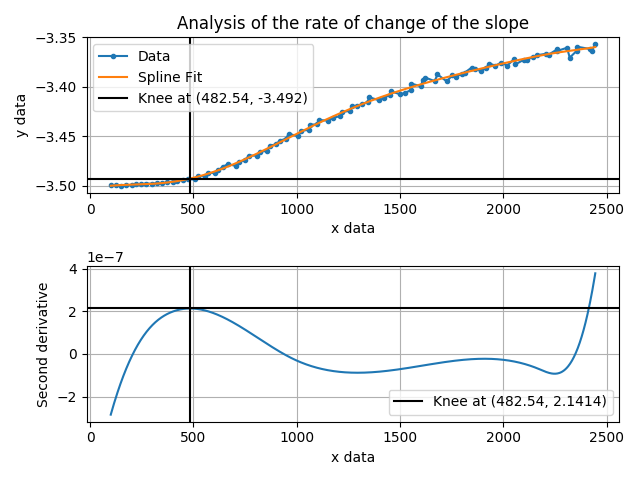 Analysis of the rate of change of the slope
−3.35
−3.40
−3.45
−3.50
y data
Data
Spline Fit
Knee at (482.54, -3.492)
0 500 1000 1500 2000 2500
x data
1e−7
4
2
0
−2
Second derivative
Knee at (482.54, 2.1414)
0 500 1000 1500 2000 2500
x data